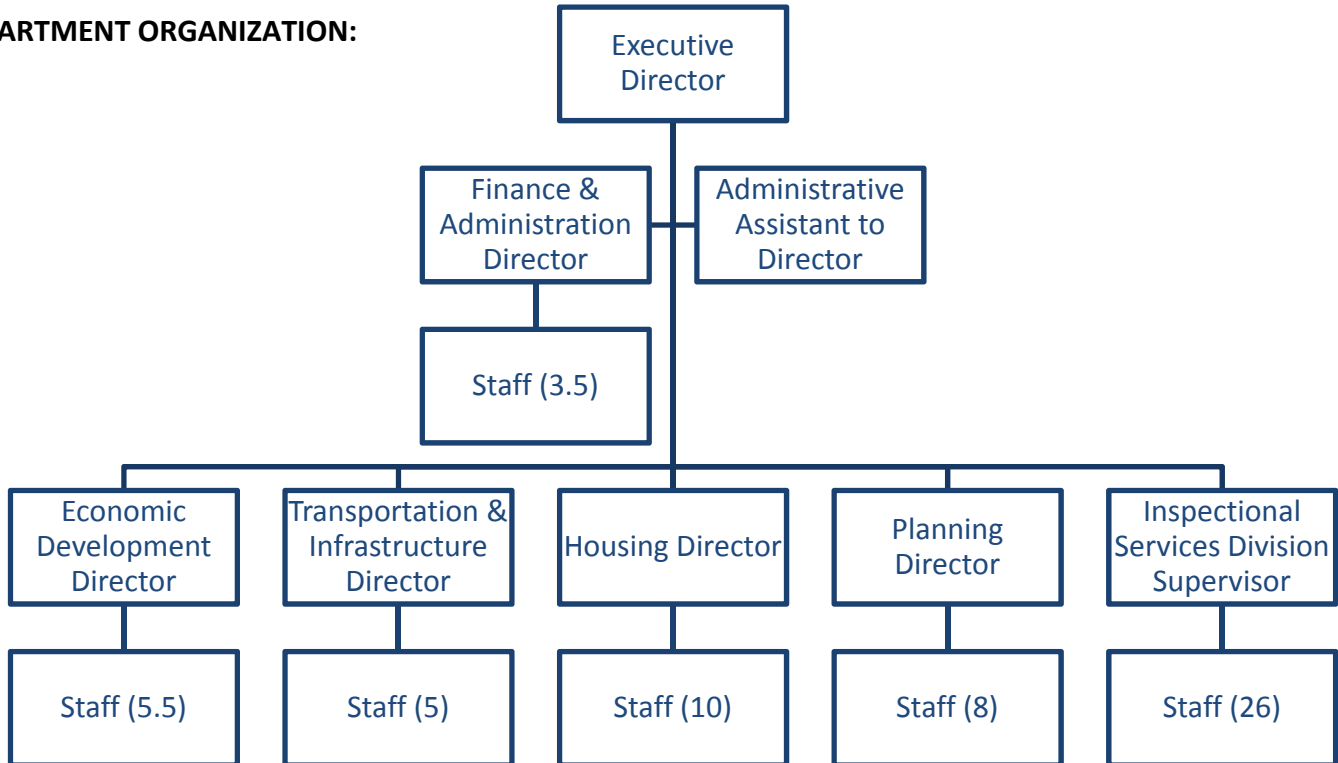 ARTMENT ORGANIZATION:
Executive
Director
Finance &
Administration
Director
Administrative
Assistant to
Director
Staff (3.5)
Economic
Development
Director
Transportation &
Infrastructure
Director
Housing Director
Planning
Director
Inspectional
Services Division
Supervisor
Staff (5.5)
Staff (5)
Staff (10)
Staff (8)
Staff (26)